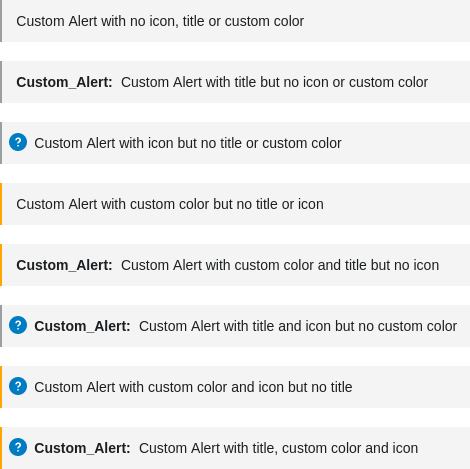 Custom Alert with no icon, title or custom color
Custom_Alert: Custom Alert with title but no icon or custom color
? Custom Alert with icon but no title or custom color
Custom Alert with custom color but no title or icon
Custom_Alert: Custom Alert with custom color and title but no icon
? Custom_Alert: Custom Alert with title and icon but no custom color
? Custom Alert with custom color and icon but no title
? Custom_Alert: Custom Alert with title, custom color and icon